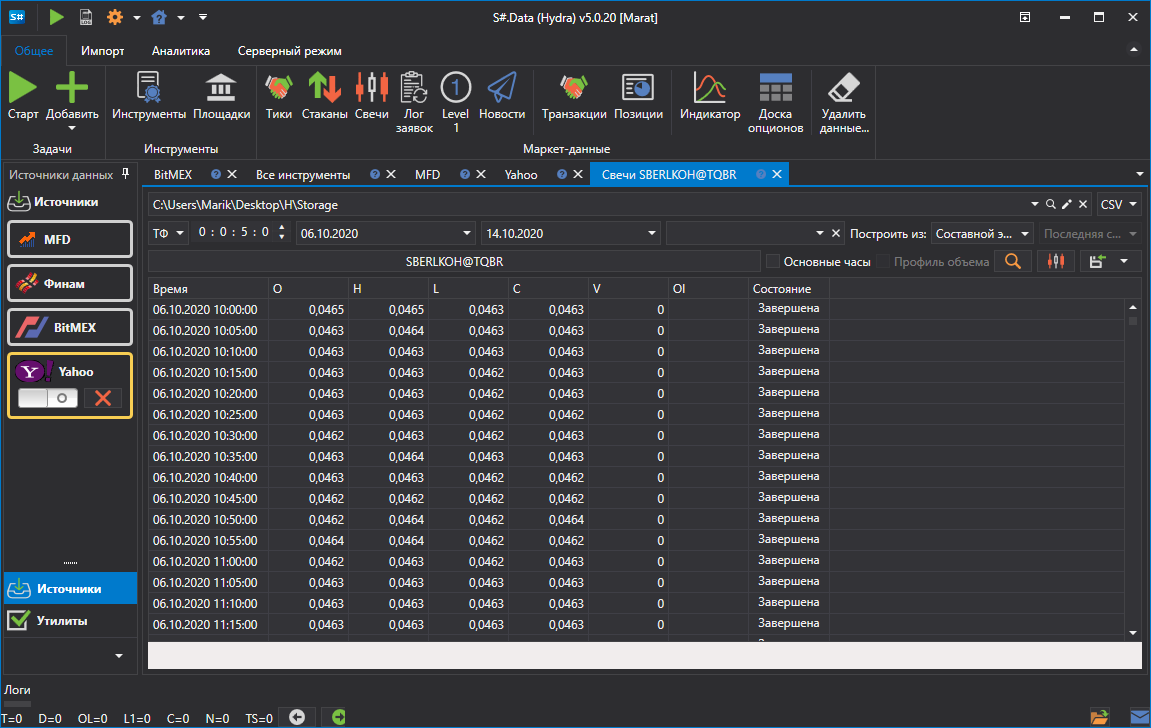 S# S#.Data (Hydra) v5.0.20 [Marat]
Общее Импорт Аналитика Серверный режим
Старт Добавить Инструменты Площадки Тики Стаканы Свечи Лог заявок Level 1 Новости Транзакции Позиции Индикатор Доска опционов Удалить данные...
Задачи Инструменты Маркет-данные
Источники данных BitMEX Все инструменты MFD Yahoo Свечи SBERLKOH@TQBR
Источники C:\Users\Marik\Desktop\H\Storage CSV
MFD ТФ 0 : 0 : 5 : 0 06.10.2020 14.10.2020 Построить из: Составной э... Последняя с...
SBERLKOH@TQBR Основные часы Профиль объема
Финам
BitMEX
Yahoo
Время O H L C V OI Состояние
06.10.2020 10:00:00 0,0465 0,0465 0,0463 0,0463 0 Завершена
06.10.2020 10:05:00 0,0463 0,0464 0,0463 0,0463 0 Завершена
06.10.2020 10:10:00 0,0463 0,0463 0,0463 0,0463 0 Завершена
06.10.2020 10:15:00 0,0463 0,0463 0,0463 0,0462 0 Завершена
06.10.2020 10:20:00 0,0463 0,0463 0,0462 0,0463 0 Завершена
06.10.2020 10:25:00 0,0463 0,0463 0,0462 0,0462 0 Завершена
06.10.2020 10:30:00 0,0462 0,0463 0,0462 0,0463 0 Завершена
06.10.2020 10:35:00 0,0463 0,0464 0,0463 0,0463 0 Завершена
06.10.2020 10:40:00 0,0463 0,0463 0,0462 0,0462 0 Завершена
06.10.2020 10:45:00 0,0462 0,0462 0,0462 0,0462 0 Завершена
06.10.2020 10:50:00 0,0462 0,0464 0,0462 0,0464 0 Завершена
06.10.2020 10:55:00 0,0464 0,0464 0,0462 0,0462 0 Завершена
06.10.2020 11:00:00 0,0462 0,0463 0,0462 0,0463 0 Завершена
06.10.2020 11:05:00 0,0463 0,0463 0,0463 0,0463 0 Завершена
06.10.2020 11:10:00 0,0463 0,0463 0,0463 0,0463 0 Завершена
06.10.2020 11:15:00 0,0463 0,0463 0,0463 0,0463 0 Завершена
Источники
Утилиты
Логи
T=0 D=0 OL=0 L1=0 C=0 N=0 TS=0